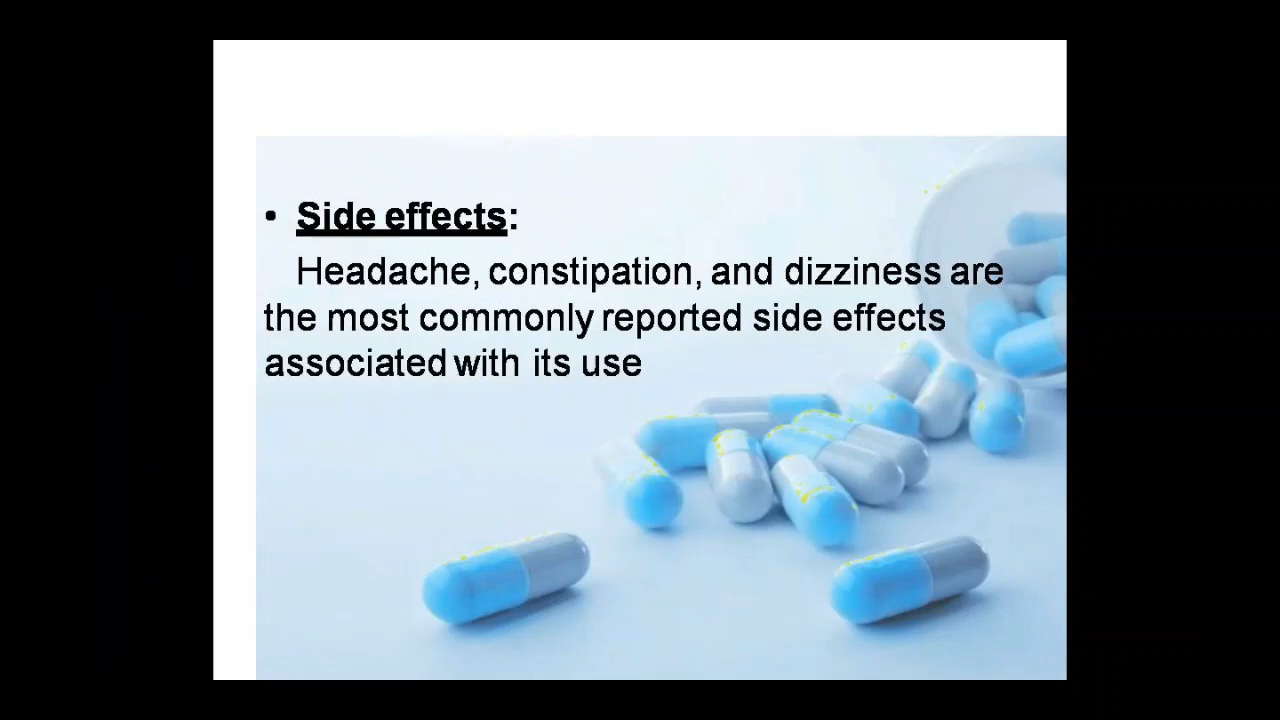 • Side effects:
Headache, constipation, and dizziness are
the most commonly reported side effects
associated with its use